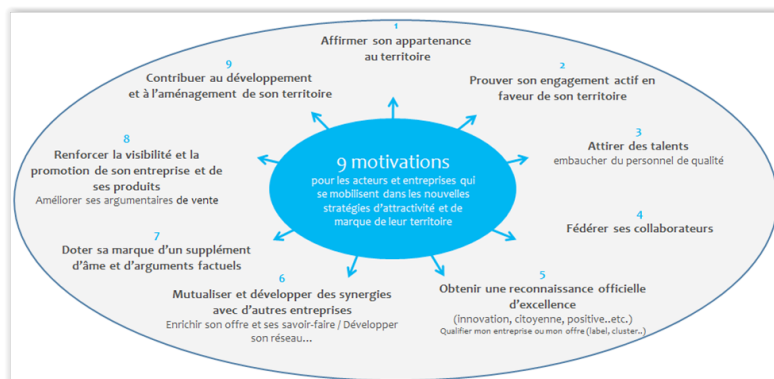 9 motivations
pour les acteurs et entreprises qui
se mobilisent dans les nouvelles
stratégies d'attractivité et de
marque de leur territoire
1
Affirmer son appartenance
au territoire
2
Prouver son engagement actif en
faveur de son territoire
3
Attirer des talents
embaucher du personnel de qualité
4
Fédérer ses collaborateurs
5
Obtenir une reconnaissance officielle
d'excellence
(innovation, citoyenne, positive..etc.)
Qualifier mon entreprise ou mon offre (label, cluster..)
6
Mutualiser et développer des synergies
avec d'autres entreprises
Enrichir son offre et ses savoir-faire / Développer
son réseau...
7
Doter sa marque d'un supplément
d'âme et d'arguments factuels
8
Renforcer la visibilité et la
promotion de son entreprise et de
ses produits
Améliorer ses argumentaires de vente
9
Contribuer au développement
et à l'aménagement de son territoire